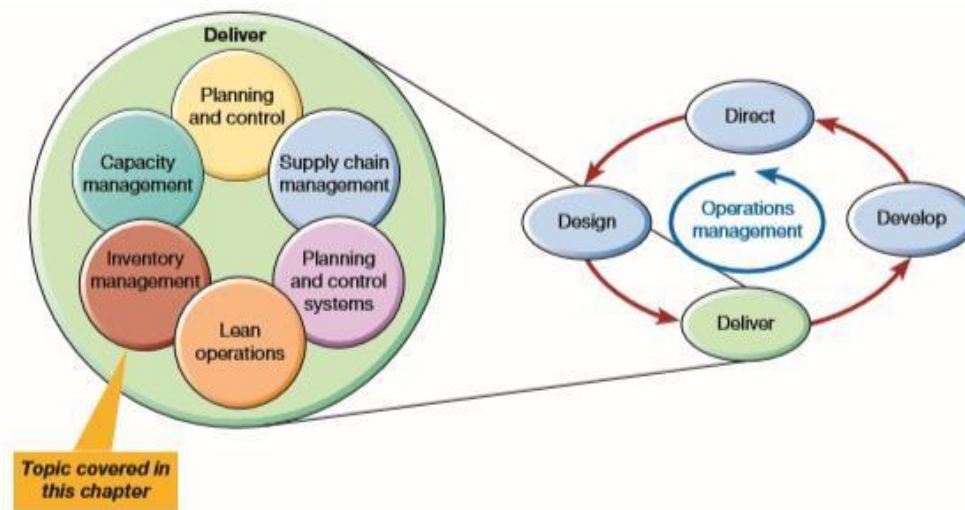 Deliver
Planning
and control
Capacity
management
Supply chain
management
Inventory
management
Planning
and control
systems
Lean
operations
Topic covered in
this chapter
Direct
Design
Operations
management
Develop
Deliver